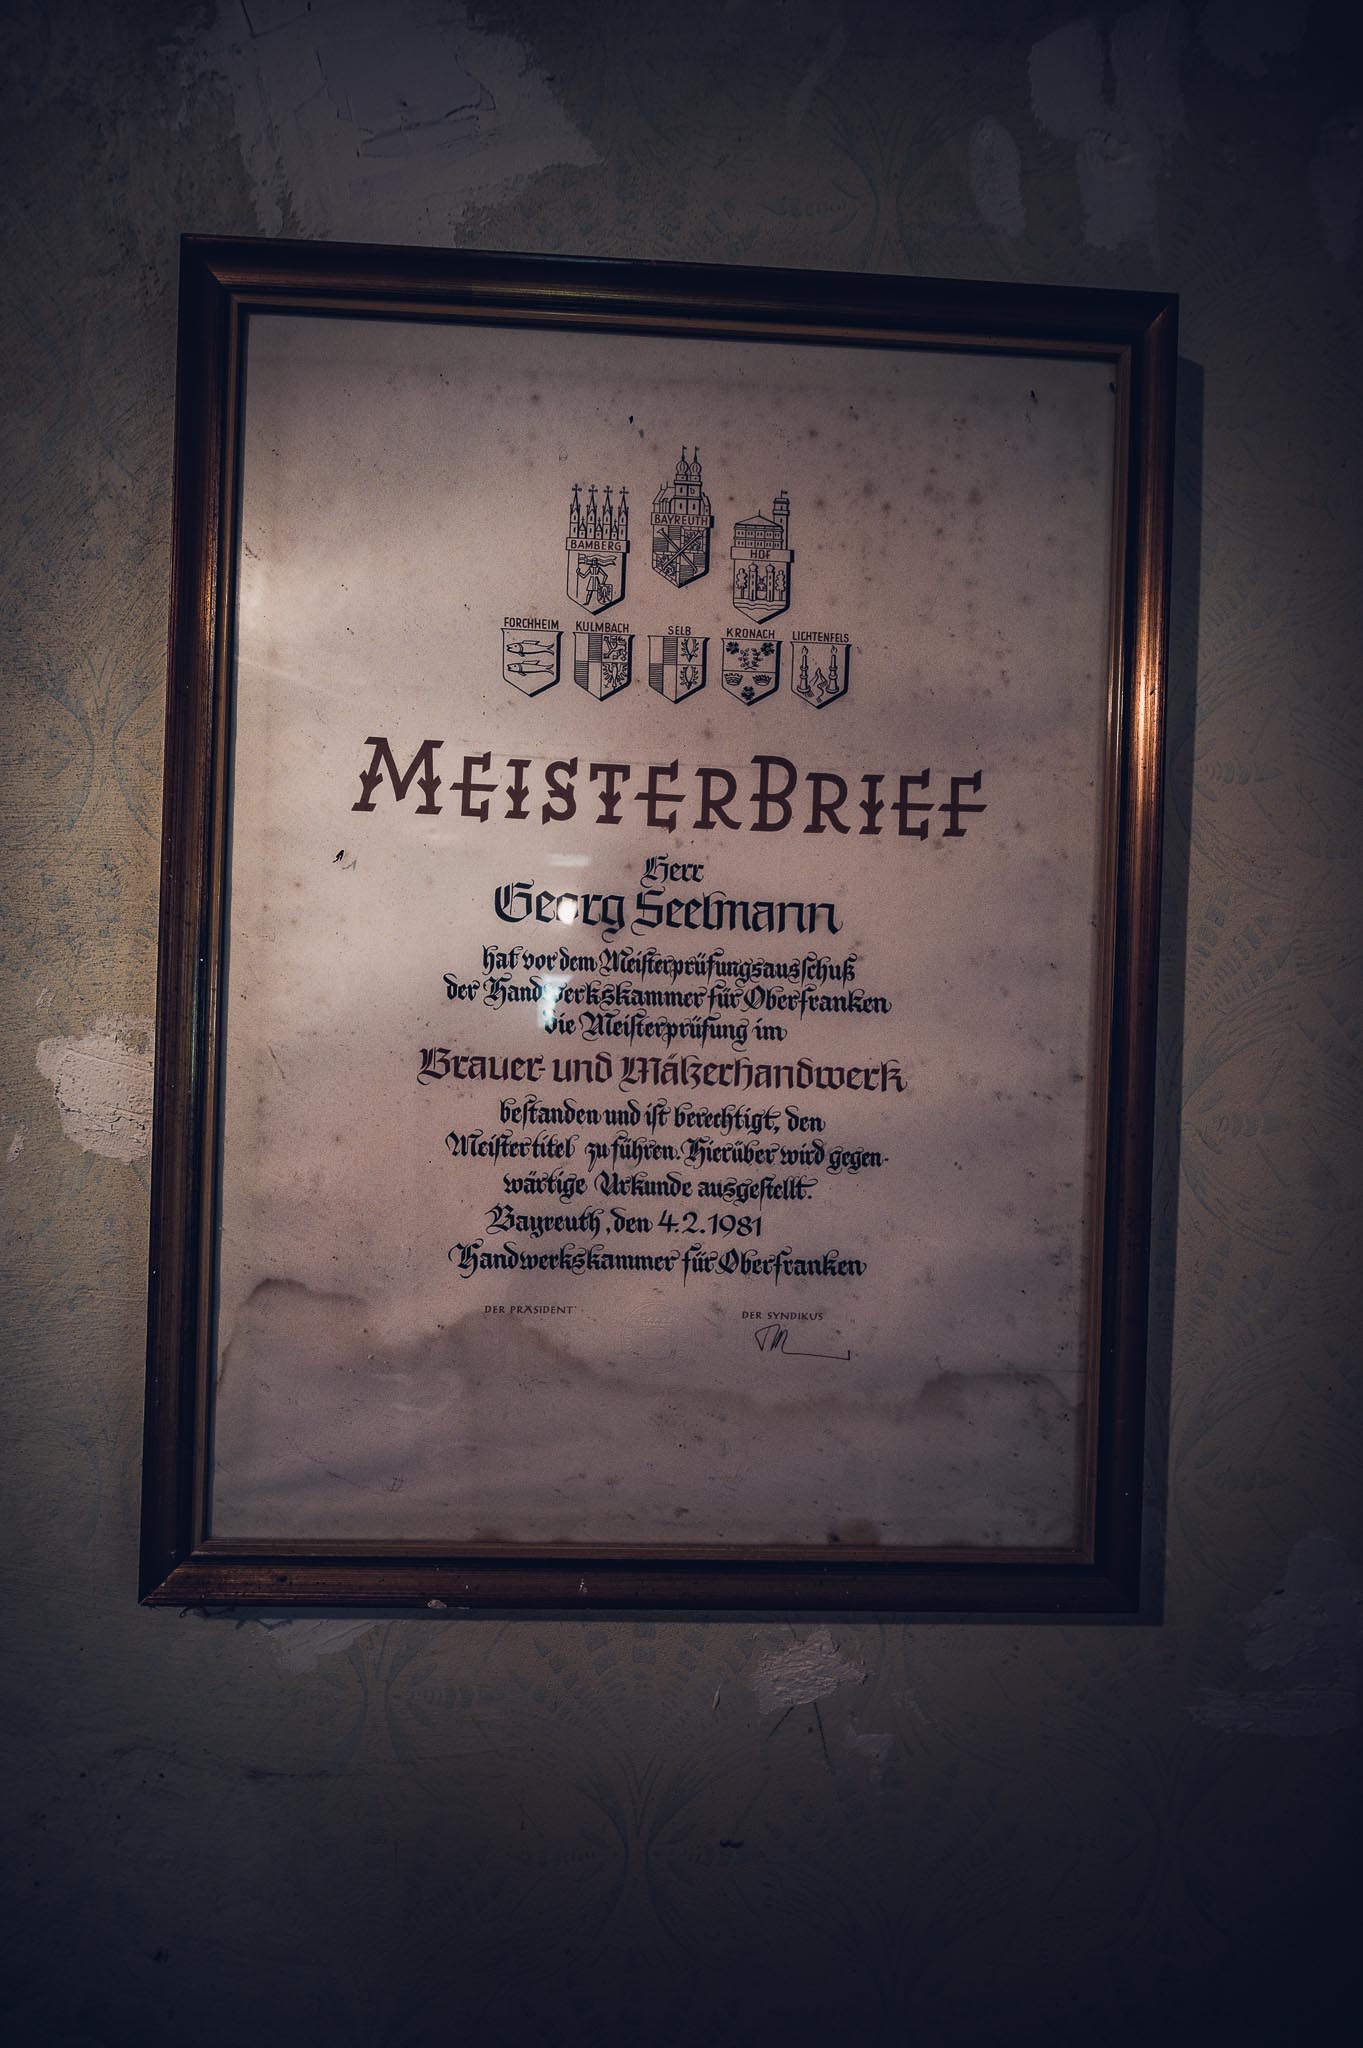 BAYREUTH
BAMBERG
HOF
FORCHHEIM KULMBACH SELB KRONACH LICHTENFELS
MEISTERBRIEF
Herr
Georg Seelmann
hat vor dem Meisterprüfungsausschuß
der Handwerkskammer für Oberfranken
die Meisterprüfung im
Brauer- und Mälzerhandwerk
bestanden und ist berechtigt, den
Meistertitel zu führen. Hierüber wird gegen-
wärtige Urkunde ausgestellt.
Bayreuth, den 4.2.1981
Handwerkskammer für Oberfranken
DER PRÄSIDENT DER SYNDIKUS